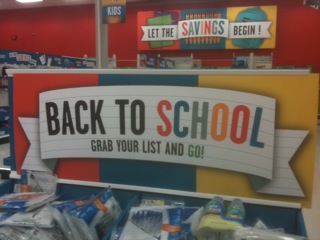 KIDS
LET THE SAVINGS BEGIN!
BACK TO SCHOOL
GRAB YOUR LIST AND GO!